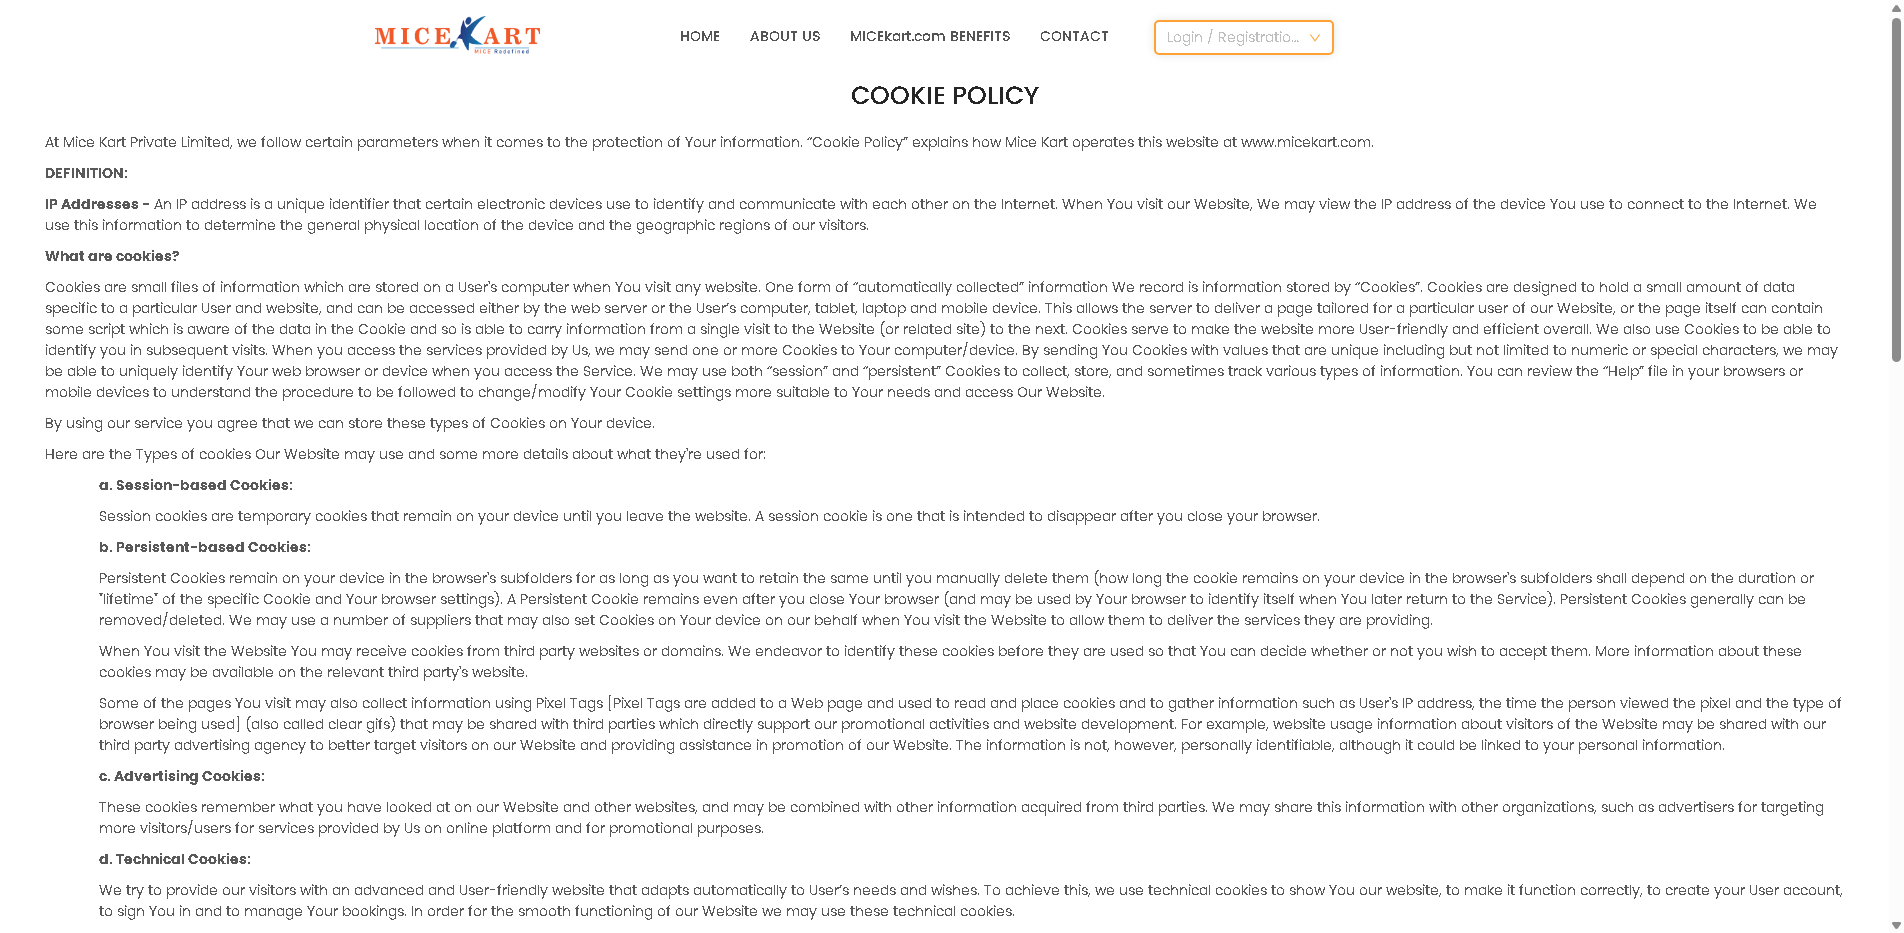 MICEKART
MICE Redefined
HOME
ABOUT US
MICEkart.com BENEFITS
CONTACT
Login / Registratio...
COOKIE POLICY
At Mice Kart Private Limited, we follow certain parameters when it comes to the protection of Your information. “Cookie Policy” explains how Mice Kart operates this website at www.micekart.com.
DEFINITION:
IP Addresses - An IP address is a unique identifier that certain electronic devices use to identify and communicate with each other on the Internet. When You visit our Website, We may view the IP address of the device You use to connect to the Internet. We
use this information to determine the general physical location of the device and the geographic regions of our visitors.
What are cookies?
Cookies are small files of information which are stored on a User's computer when You visit any website. One form of “automatically collected” information We record is information stored by “Cookies”. Cookies are designed to hold a small amount of data
specific to a particular User and website, and can be accessed either by the web server or the User’s computer, tablet, laptop and mobile device. This allows the server to deliver a page tailored for a particular user of our Website, or the page itself can contain
some script which is aware of the data in the Cookie and so is able to carry information from a single visit to the Website (or related site) to the next. Cookies serve to make the website more User-friendly and efficient overall. We also use Cookies to be able to
identify you in subsequent visits. When you access the services provided by Us, we may send one or more Cookies to Your computer/device. By sending You Cookies with values that are unique including but not limited to numeric or special characters, we may
be able to uniquely identify Your web browser or device when you access the Service. We may use both “session” and “persistent” Cookies to collect, store, and sometimes track various types of information. You can review the “Help” file in your browsers or
mobile devices to understand the procedure to be followed to change/modify Your Cookie settings more suitable to Your needs and access Our Website.
By using our service you agree that we can store these types of Cookies on Your device.
Here are the Types of cookies Our Website may use and some more details about what they're used for:
a. Session-based Cookies:
Session cookies are temporary cookies that remain on your device until you leave the website. A session cookie is one that is intended to disappear after you close your browser.
b. Persistent-based Cookies:
Persistent Cookies remain on your device in the browser's subfolders for as long as you want to retain the same until you manually delete them (how long the cookie remains on your device in the browser's subfolders shall depend on the duration or
"lifetime" of the specific Cookie and Your browser settings). A Persistent Cookie remains even after you close Your browser (and may be used by Your browser to identify itself when You later return to the Service). Persistent Cookies generally can be
removed/deleted. We may use a number of suppliers that may also set Cookies on Your device on our behalf when You visit the Website to allow them to deliver the services they are providing.
When You visit the Website You may receive cookies from third party websites or domains. We endeavor to identify these cookies before they are used so that You can decide whether or not you wish to accept them. More information about these
cookies may be available on the relevant third party's website.
Some of the pages You visit may also collect information using Pixel Tags [Pixel Tags are added to a Web page and used to read and place cookies and to gather information such as User's IP address, the time the person viewed the pixel and the type of
browser being used] (also called clear gifs) that may be shared with third parties which directly support our promotional activities and website development. For example, website usage information about visitors of the Website may be shared with our
third party advertising agency to better target visitors on our Website and providing assistance in promotion of our Website. The information is not, however, personally identifiable, although it could be linked to your personal information.
c. Advertising Cookies:
These cookies remember what you have looked at on our Website and other websites, and may be combined with other information acquired from third parties. We may share this information with other organizations, such as advertisers for targeting
more visitors/users for services provided by Us on online platform and for promotional purposes.
d. Technical Cookies:
We try to provide our visitors with an advanced and User-friendly website that adapts automatically to User’s needs and wishes. To achieve this, we use technical cookies to show You our website, to make it function correctly, to create your User account,
to sign You in and to manage Your bookings. In order for the smooth functioning of our Website we may use these technical cookies.